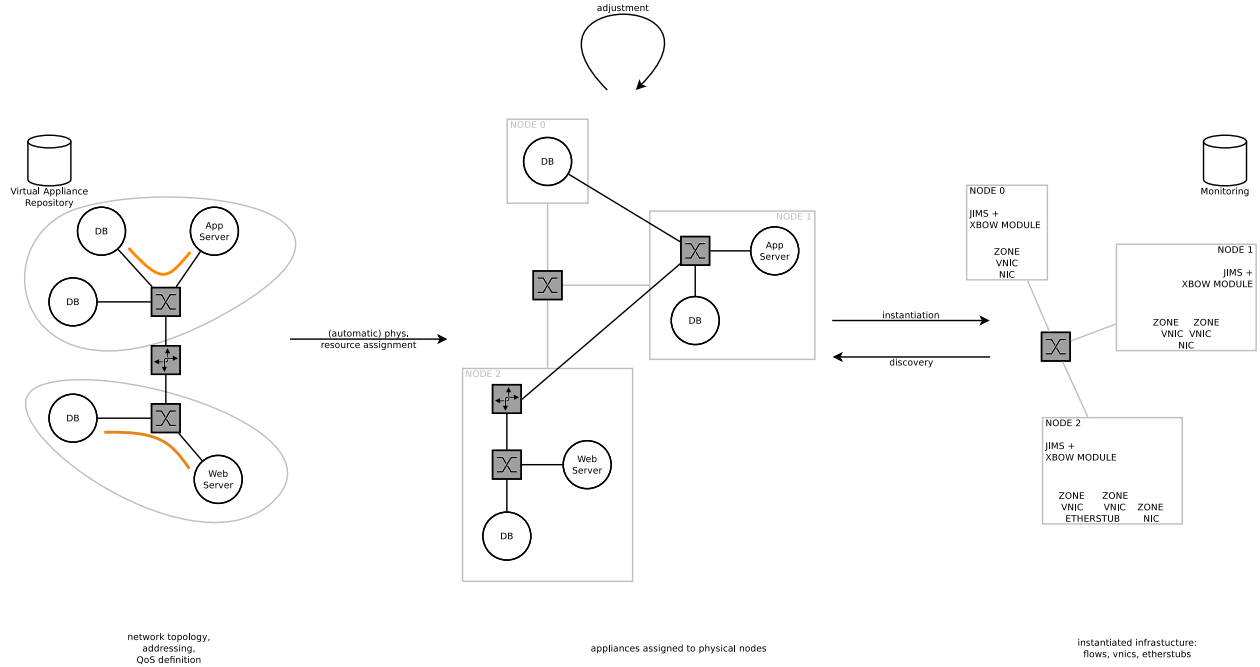 adjustment
Virtual Appliance
Repository
DB
App
Server
DB
DB
Web
Server
network topology,
addressing,
QoS definition
(automatic) phys,
resource assignment
NODE 0
DB
NODE 1
App
Server
DB
NODE 2
Web
Server
DB
appliances assigned to physical nodes
instantiation
discovery
Monitoring
NODE 0
JIMS +
XBOW MODULE
ZONE
VNIC
NIC
NODE 1
JIMS +
XBOW MODULE
ZONE ZONE
VNIC VNIC
NIC
NODE 2
JIMS +
XBOW MODULE
ZONE ZONE
VNIC VNIC ZONE
ETHERSTUB NIC
instantiated infrastucture:
flows, vnics, etherstubs